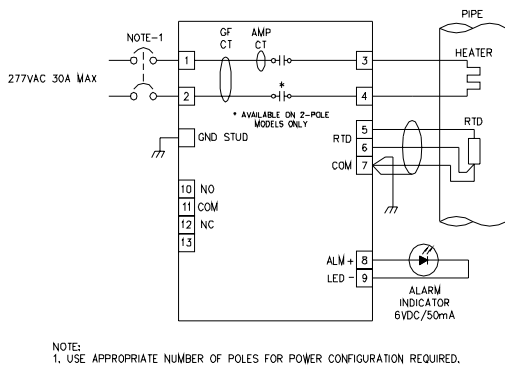 PIPE
NOTE-1
GF
CT
AMP
CT
HEATER
277VAC 30A MAX
1
2
3
4
*
* AVAILABLE ON 2-POLE
MODELS ONLY
GND STUD
RTD
COM
5
6
7
RTD
10 NO
11 COM
12 NC
13
ALM +
LED -
8
9
ALARM
INDICATOR
6VDC/50mA
NOTE:
1. USE APPROPRIATE NUMBER OF POLES FOR POWER CONFIGURATION REQUIRED.